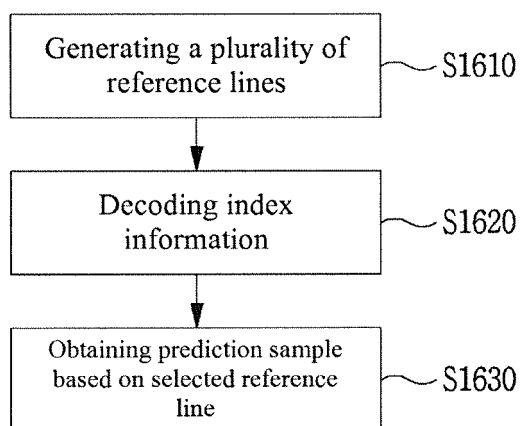 Generating a plurality of
reference lines
S1610
Decoding index
information
S1620
Obtaining prediction sample
based on selected reference
line
S1630